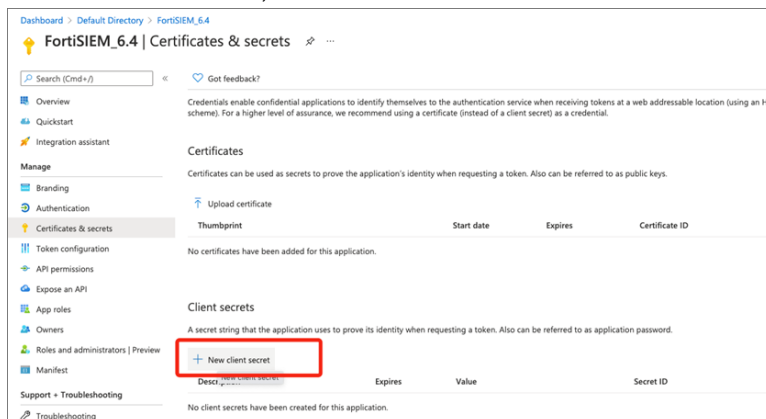 Dashboard > Default Directory > FortiSIEM_6.4
FortiSIEM_6.4 | Certificates & secrets
Search (Cmd+/)
Got feedback?
Overview
Quickstart
Integration assistant
Manage
Branding
Authentication
Certificates & secrets
Token configuration
API permissions
Expose an API
App roles
Owners
Roles and administrators | Preview
Manifest
Support + Troubleshooting
Troubleshooting
Credentials enable confidential applications to identify themselves to the authentication service when receiving tokens at a web addressable location (using an H
scheme). For a higher level of assurance, we recommend using a certificate (instead of a client secret) as a credential.
Certificates
Certificates can be used as secrets to prove the application's identity when requesting a token. Also can be referred to as public keys.
Upload certificate
Thumbprint Start date Expires Certificate ID
No certificates have been added for this application.
Client secrets
A secret string that the application uses to prove its identity when requesting a token. Also can be referred to as application password.
New client secret
New client secret
Expires Value Secret ID
No client secrets have been created for this application.